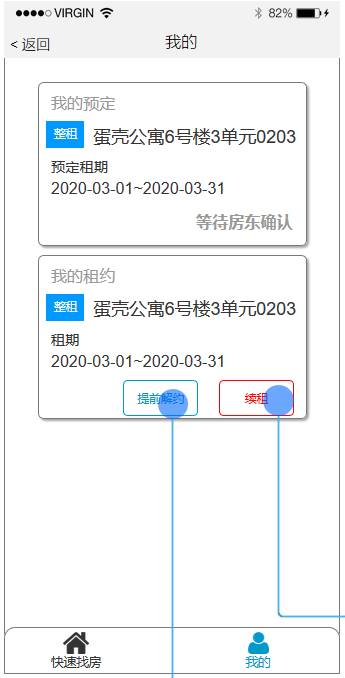 VIRGIN 82%
< 返回 我的
我的预定
整租 蛋壳公寓6号楼3单元0203
预定租期
2020-03-01~2020-03-31
等待房东确认
我的租约
整租 蛋壳公寓6号楼3单元0203
租期
2020-03-01~2020-03-31
提前解约 续租
快速找房 我的